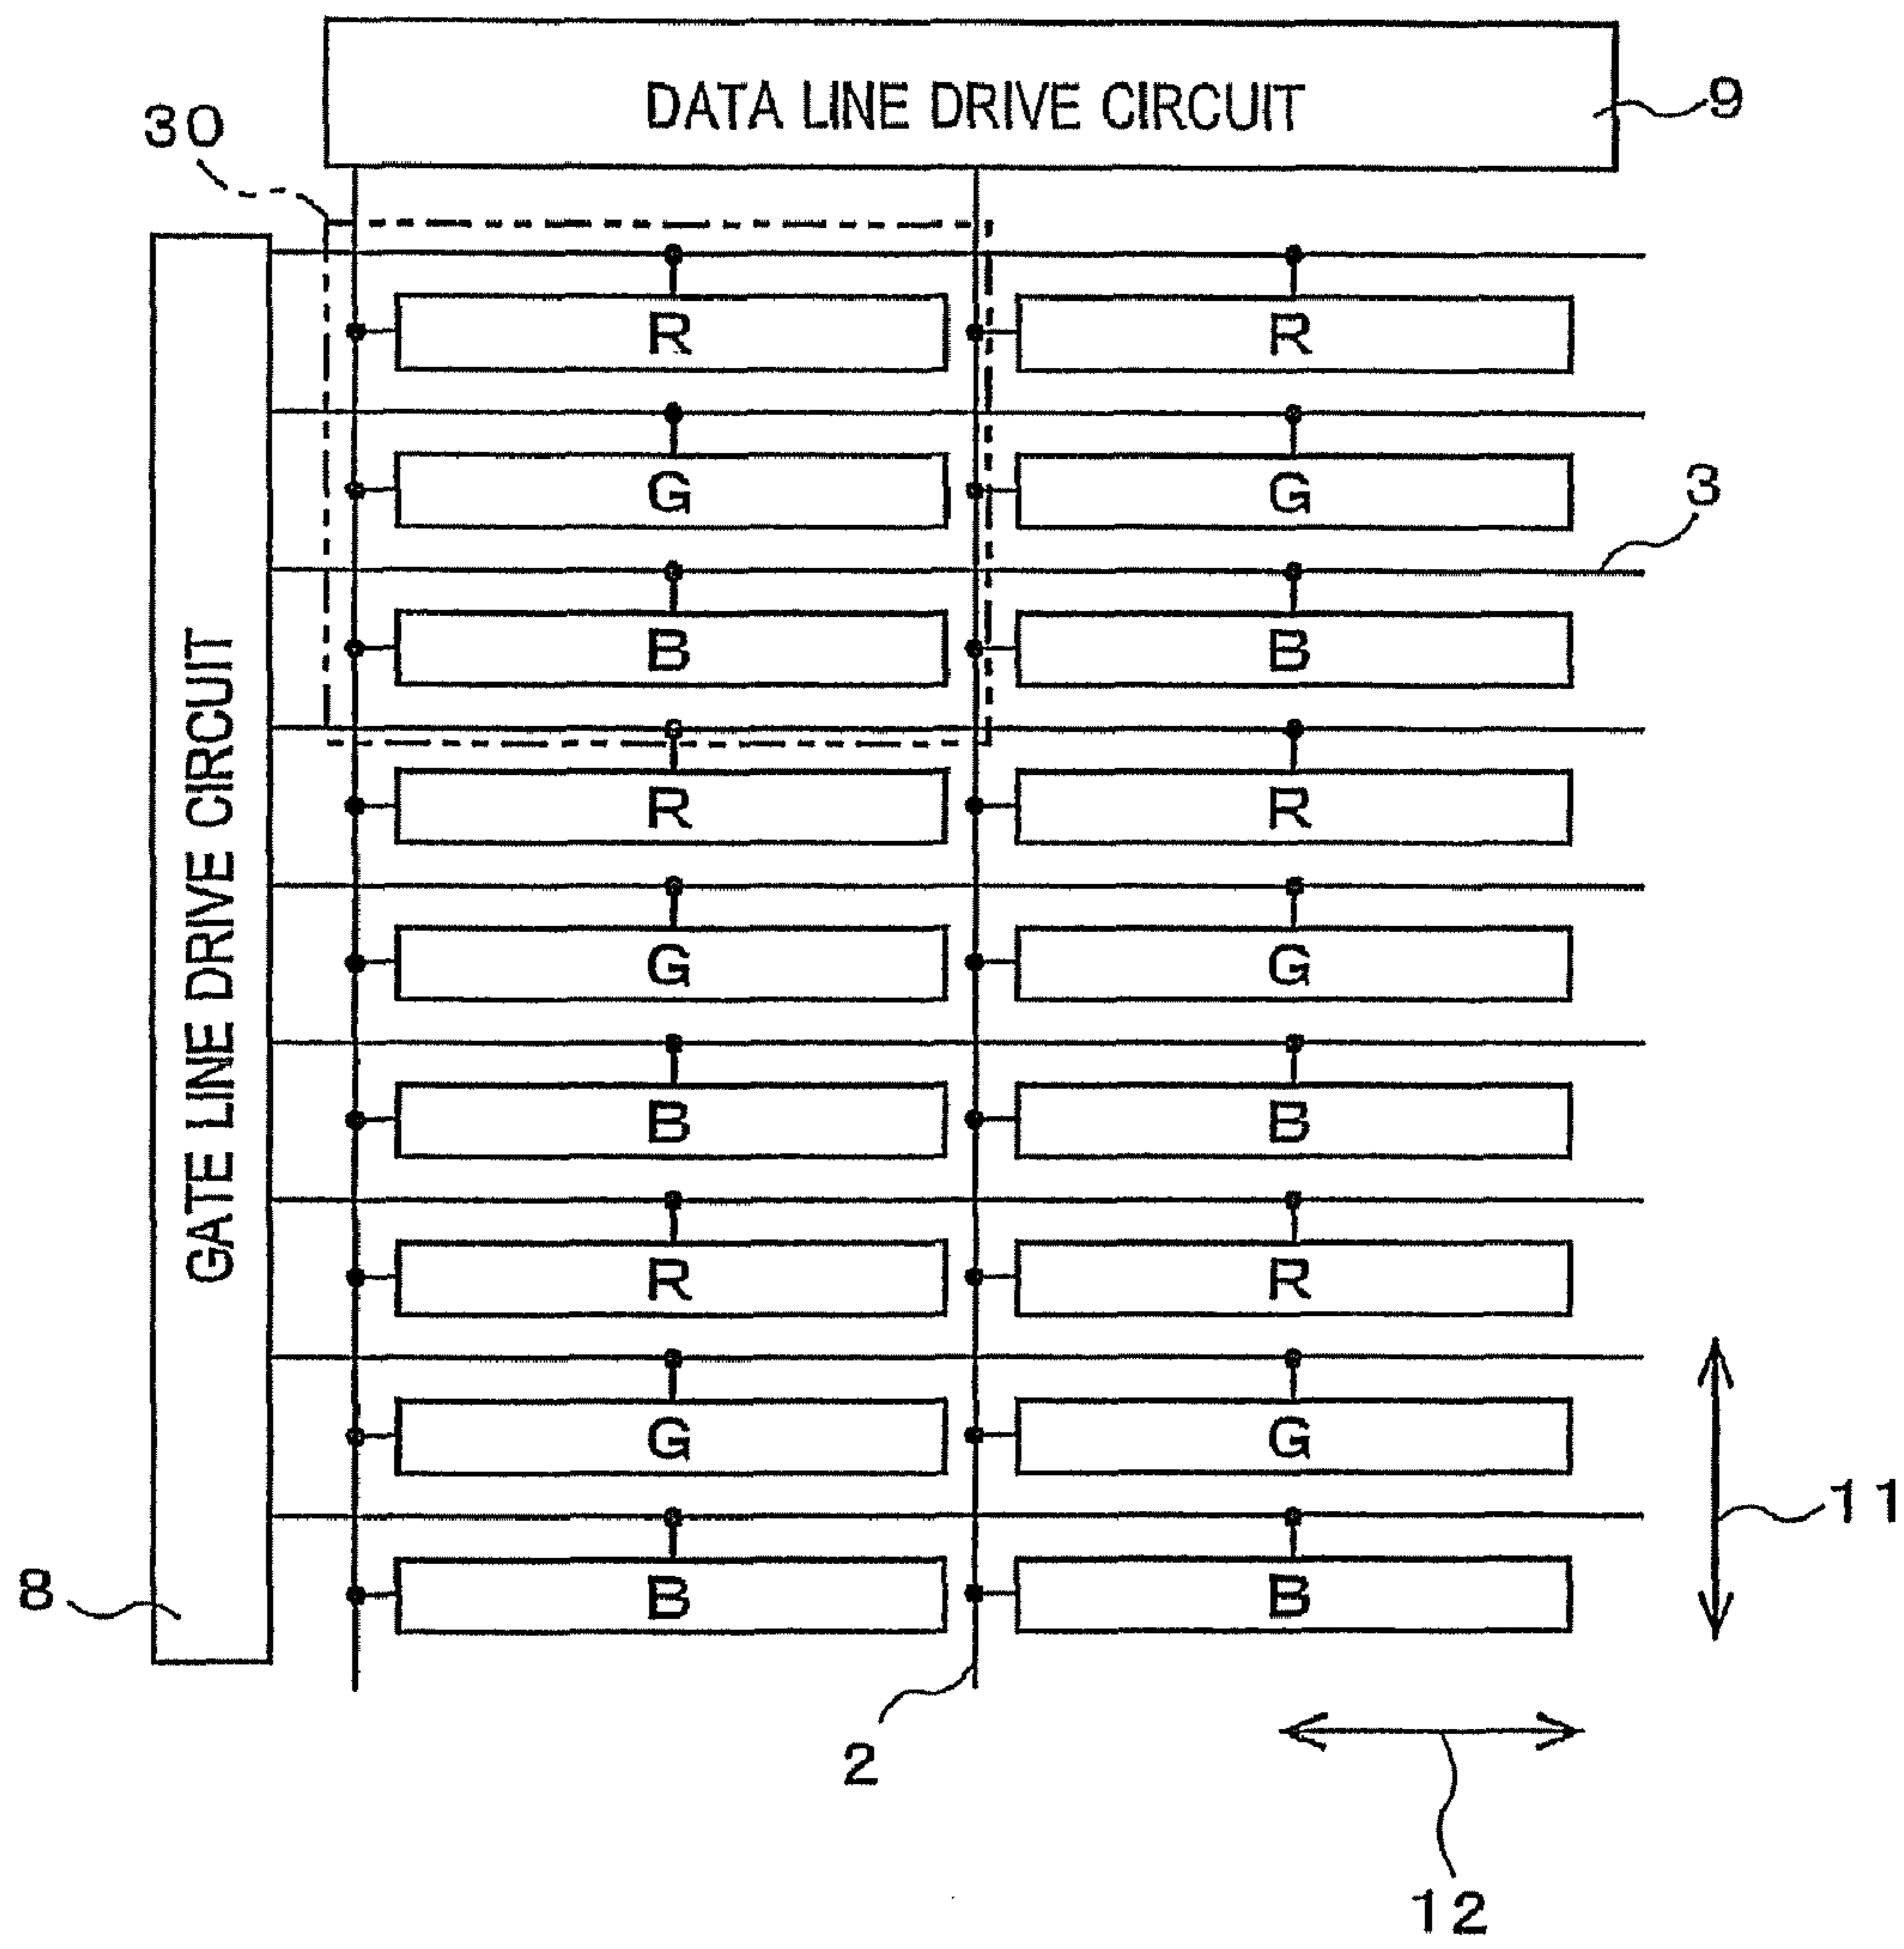 DATA LINE DRIVE CIRCUIT
9
30
GATE LINE DRIVE CIRCUIT
R R
G G
3
B B
R R
G G
B B
R R
G G
11
B B
8
2
12